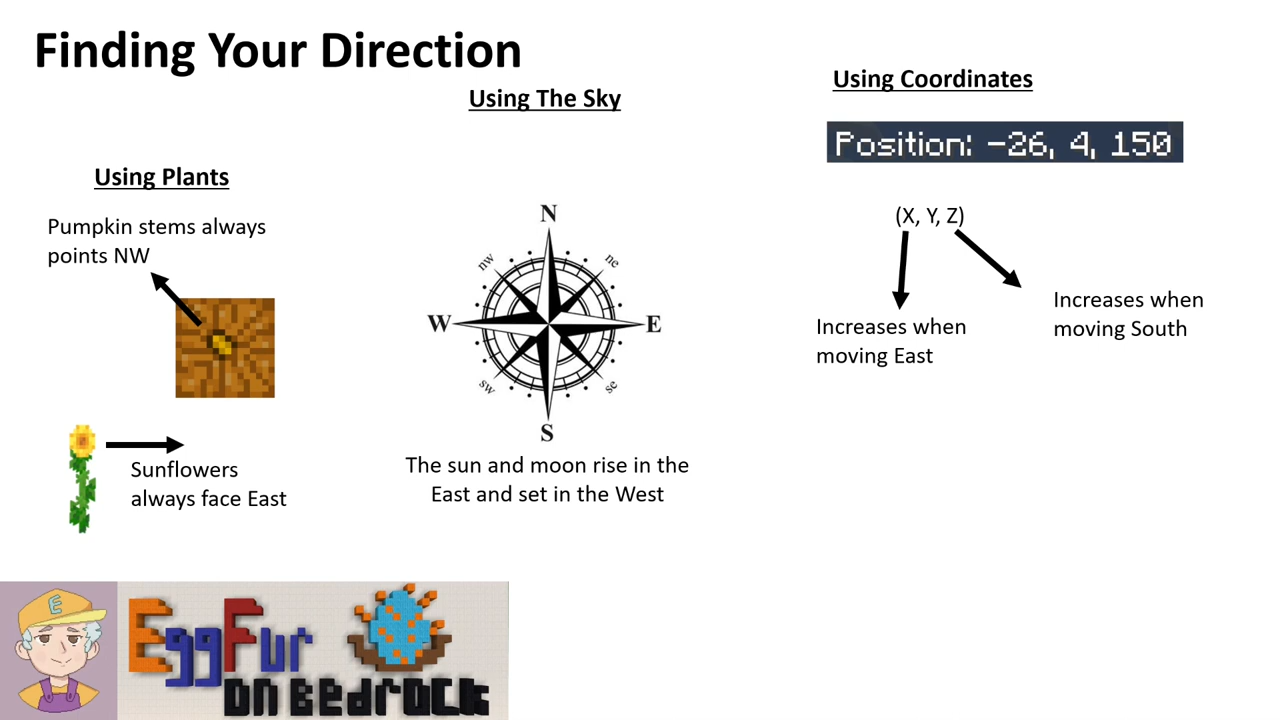 Finding Your Direction
Using The Sky
Using Coordinates
Position: -26, 4, 150
Using Plants
Pumpkin stems always
points NW
(X, Y, Z)
Increases when
moving East
Increases when
moving South
N
nw
ne
W
E
sw
se
S
Sunflowers
always face East
The sun and moon rise in the
East and set in the West
E
EggFur
on Bedrock